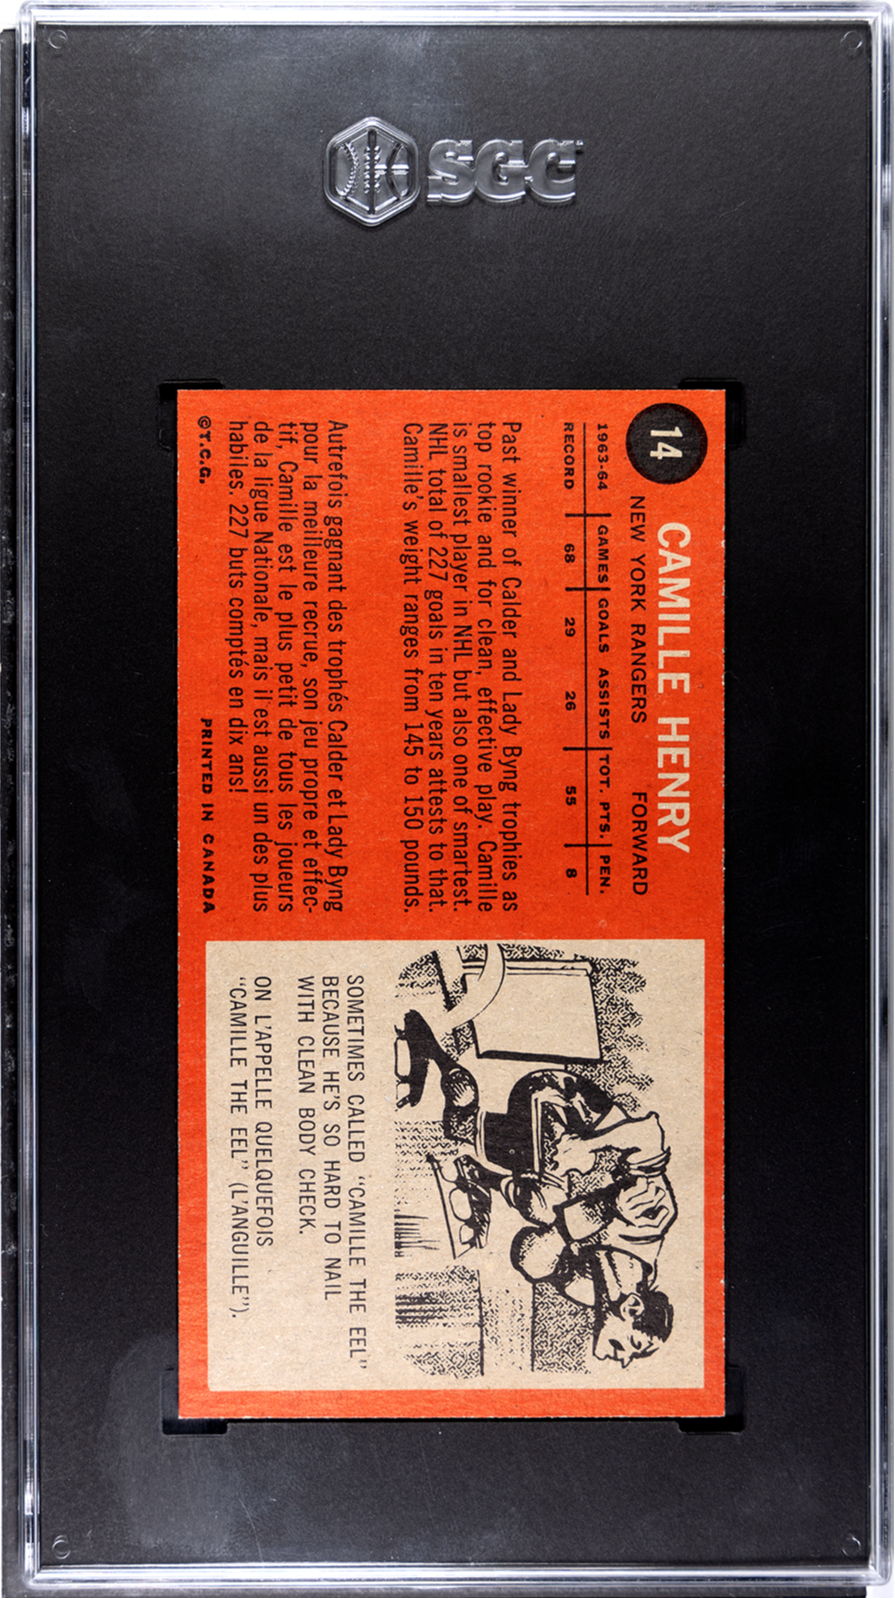 SGC
14
CAMILLE HENRY
NEW YORK RANGERS FORWARD
1963-64 GAMES GOALS ASSISTS TOT. PTS. PEN.
RECORD 68 29 26 55 8
Past winner of Calder and Lady Byng trophies as
top rookie and for clean, effective play. Camille
is smallest player in NHL but also one of smartest.
NHL total of 227 goals in ten years attests to that.
Camille's weight ranges from 145 to 150 pounds.
Autrefois gagnant des trophés Calder et Lady Byng
pour la meilleure recrue, son jeu propre et effec-
tif, Camille est le plus petit de tous les joueurs
de la ligue Nationale, mais il est aussi un des plus
habiles. 227 buts comptés en dix ans!
©T.C.G. PRINTED IN CANADA
SOMETIMES CALLED "CAMILLE THE EEL"
BECAUSE HE'S SO HARD TO NAIL
WITH CLEAN BODY CHECK.
ON L'APPELLE QUELQUEFOIS
"CAMILLE THE EEL" (L'ANGUILLE").